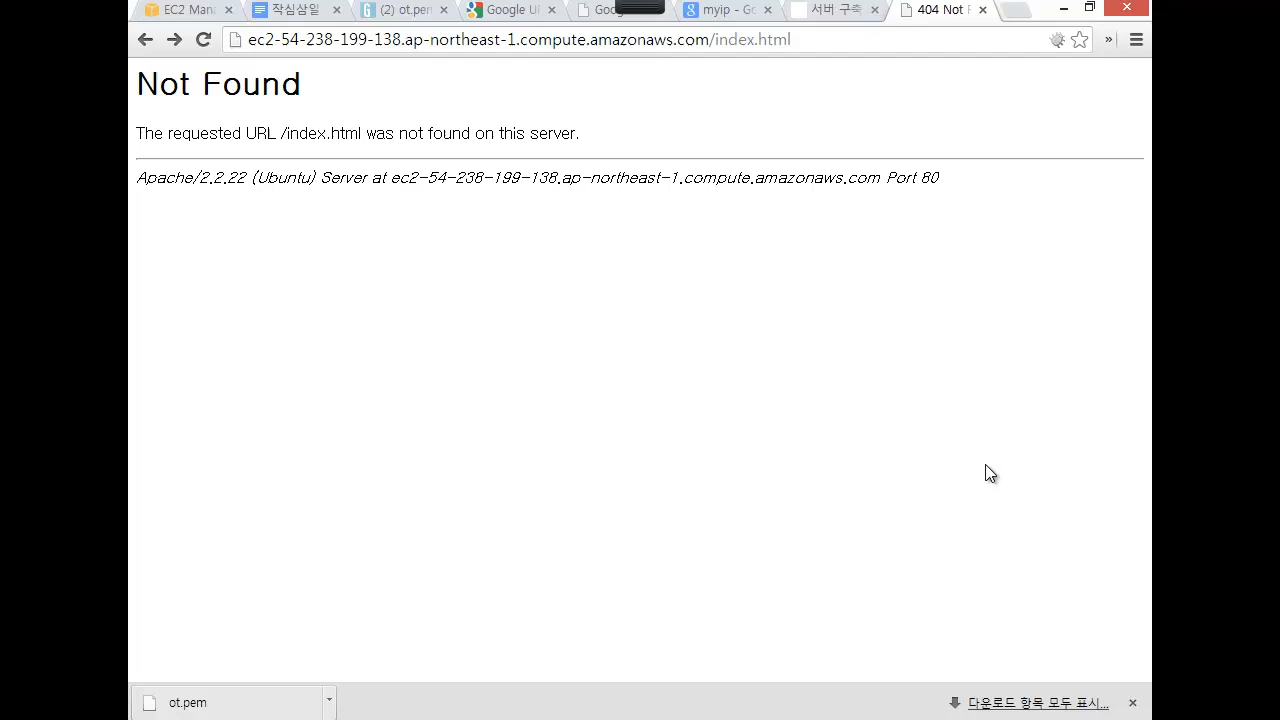 EC2 Man
작심삼일
(2) ot.pem
Google U
Goo
myip - Go
서버 구축
404 Not F
ec2-54-238-199-138.ap-northeast-1.compute.amazonaws.com/index.html
»
Not Found
The requested URL /index.html was not found on this server.
Apache/2.2.22 (Ubuntu) Server at ec2-54-238-199-138.ap-northeast-1.compute.amazonaws.com Port 80
ot.pem
다운로드 항목 모두 표시...